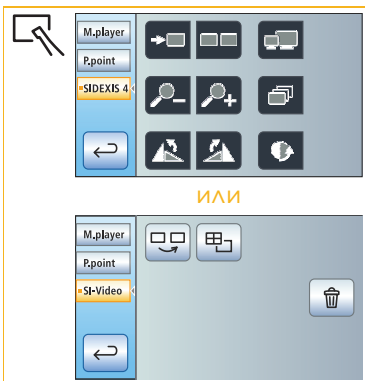 M.player
P.point
SIDEXIS 4
или
M.player
P.point
SI-Video